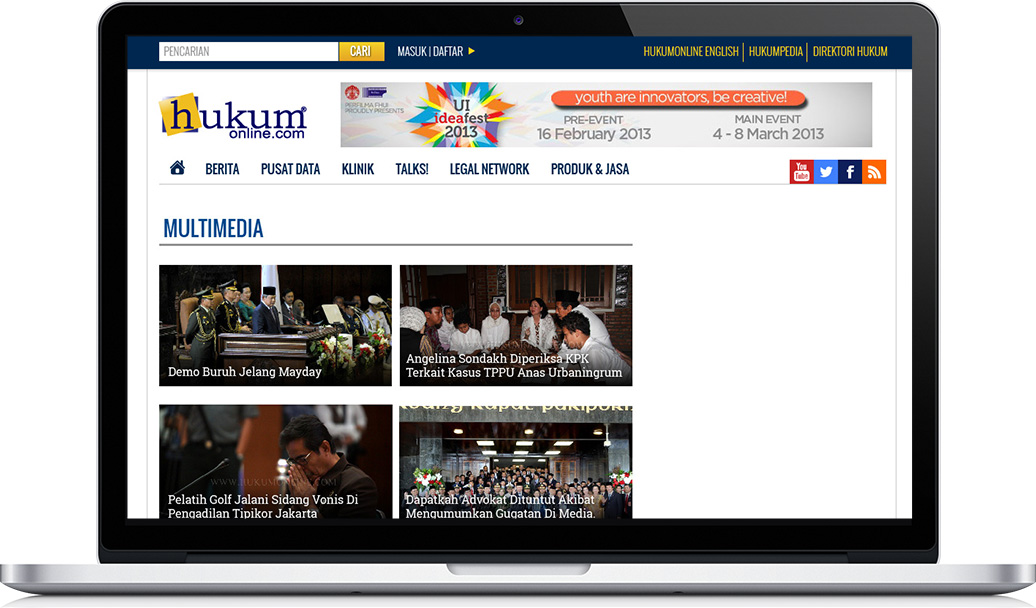 PENCARIAN
CARI
MASUK | DAFTAR
HUKUMONLINE ENGLISH
HUKUMPEDIA
DIREKTORI HUKUM
hukum®
online.com
PERFILMA FHUI
PROUDLY PRESENTS
UI
ideafest
2013
youth are innovators, be creative!
PRE-EVENT
16 February 2013
MAIN EVENT
4 - 8 March 2013
BERITA
PUSAT DATA
KLINIK
TALKS!
LEGAL NETWORK
PRODUK & JASA
You
Tube
MULTIMEDIA
Demo Buruh Jelang Mayday
Angelina Sondakh Diperiksa KPK
Terkait Kasus TPPU Anas Urbaningrum
WWW.HUKUMONLINE.COM
Pelatih Golf Jalani Sidang Vonis Di
Pengadilan Tipikor Jakarta
Dapatkah Advokat Dituntut Akibat
Mengumumkan Gugatan Di Media.